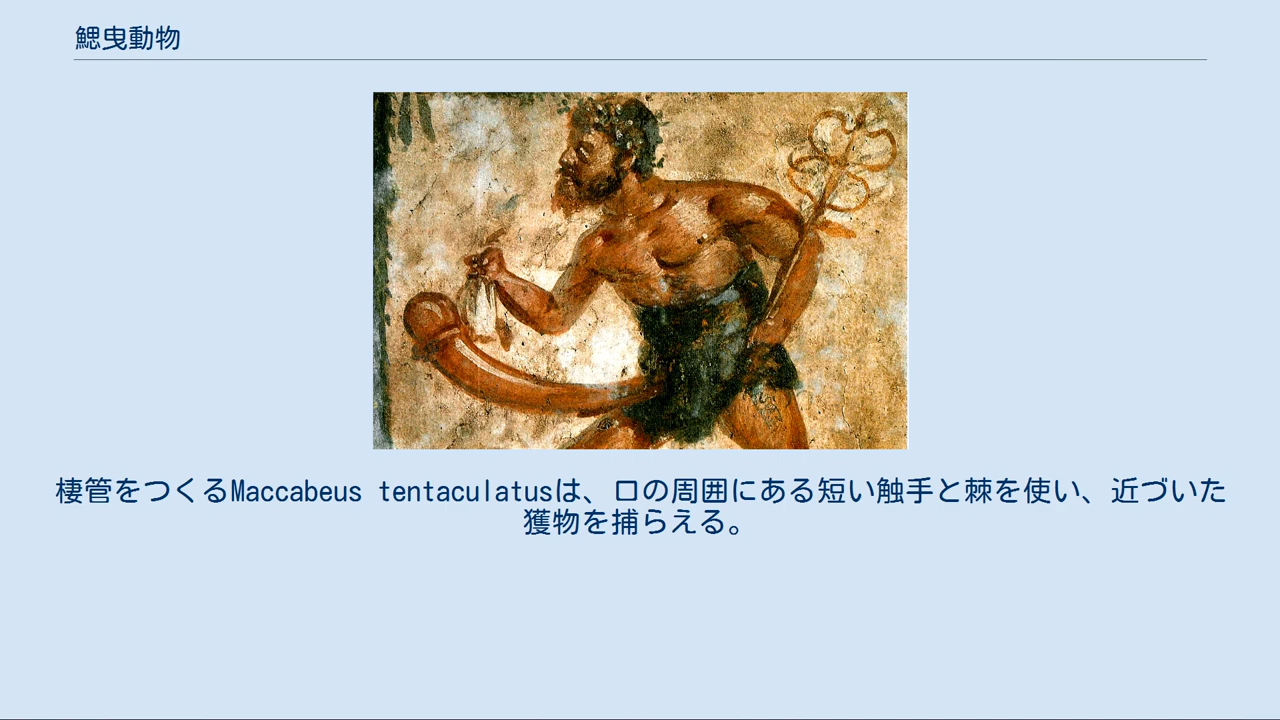 鰓曳動物
棲管をつくるMaccabeus tentaculatusは、口の周囲にある短い触手と棘を使い、近づいた
獲物を捕らえる。